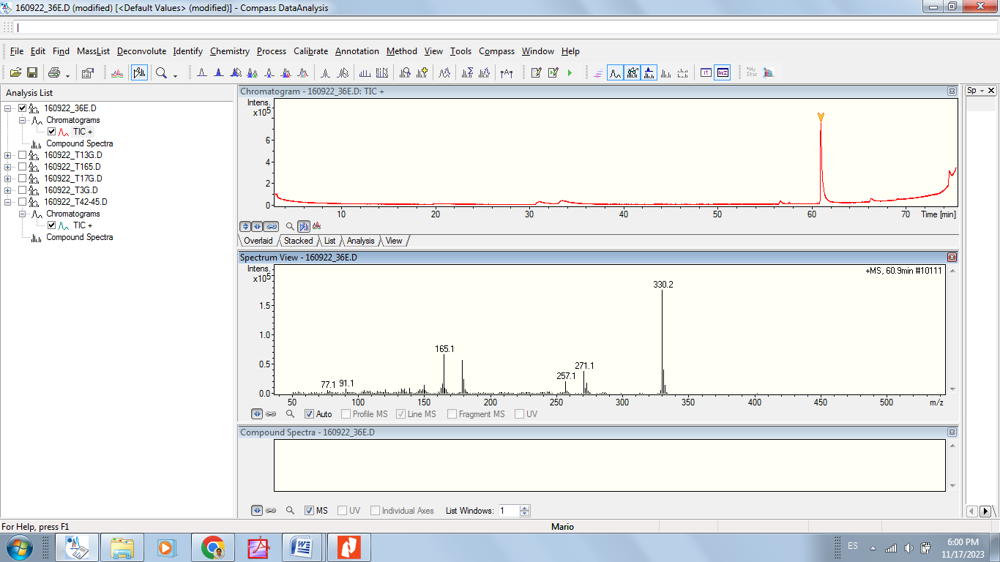 160922_36E.D (modified) [<Default Values> (modified)] - Compass DataAnalysis
File Edit Find MassList Deconvolute Identify Chemistry Process Calibrate Annotation Method View Tools Compass Window Help
Analysis List
160922_36E.D
Chromatograms
TIC +
Compound Spectra
160922_T13G.D
160922_T165.D
160922_T17G.D
160922_T3G.D
160922_T42-45.D
Chromatograms
TIC +
Compound Spectra
Chromatogram - 160922_36E.D: TIC +
Intens.
x105
6
4
2
0
10 20 30 40 50 60 70 Time [min]
Overlaid Stacked List Analysis View
Spectrum View - 160922_36E.D
Intens.
x105
+MS, 60.9min #10111
1.5
1.0
0.5
0.0
77.1 91.1 165.1 257.1 271.1 330.2
50 100 150 200 250 300 350 400 450 500 m/z
Auto Profile MS Line MS Fragment MS UV
Compound Spectra - 160922_36E.D
MS UV Individual Axes List Windows: 1
Sp
For Help, press F1
Mario
ES
6:00 PM
11/17/2023